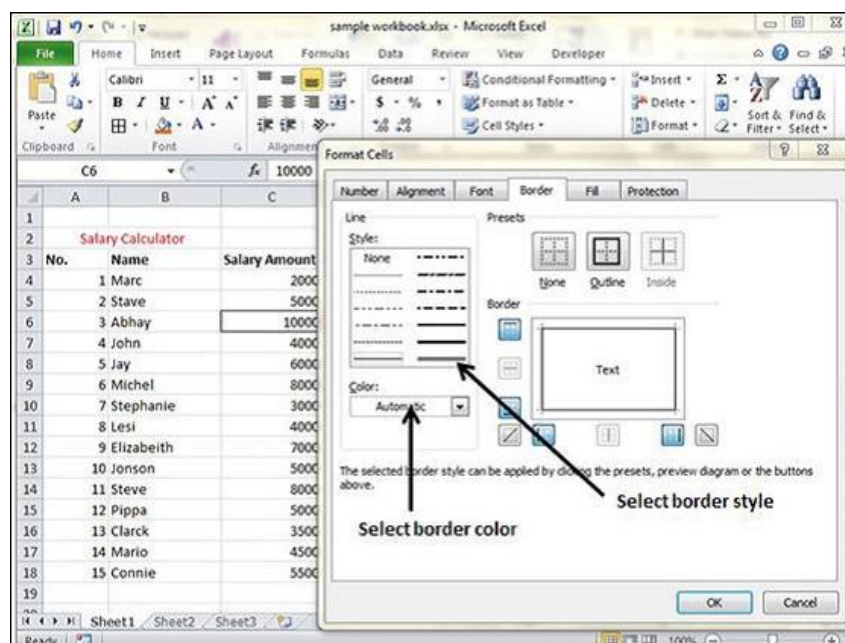 sample workbook.xlsx - Microsoft Excel
File Home Insert Page Layout Formulas Data Review View Developer
Paste
Calibri 11
B I U A A
General
$ % ,
Conditional Formatting
Format as Table
Cell Styles
Insert
Delete
Format
Σ
Sort & Filter
Find & Select
Clipboard Font Alignment
C6 fx 10000
A B C
1
2 Salary Calculator
3 No. Name Salary Amount
4 1 Marc 2000
5 2 Stave 5000
6 3 Abhay 10000
7 4 John 4000
8 5 Jay 6000
9 6 Michel 8000
10 7 Stephanie 3000
11 8 Lesi 4000
12 9 Elizabeith 7000
13 10 Jonson 5000
14 11 Steve 8000
15 12 Pippa 5000
16 13 Clarck 3500
17 14 Mario 4500
18 15 Connie 5500
19
Sheet1 Sheet2 Sheet3
Ready 100%
Format Cells
Number Alignment Font Border Fill Protection
Line
Style:
None
Color:
Automatic
Presets
None Outline Inside
Border
Text
The selected border style can be applied by clicking the presets, preview diagram or the buttons
above.
Select border style
Select border color
OK Cancel